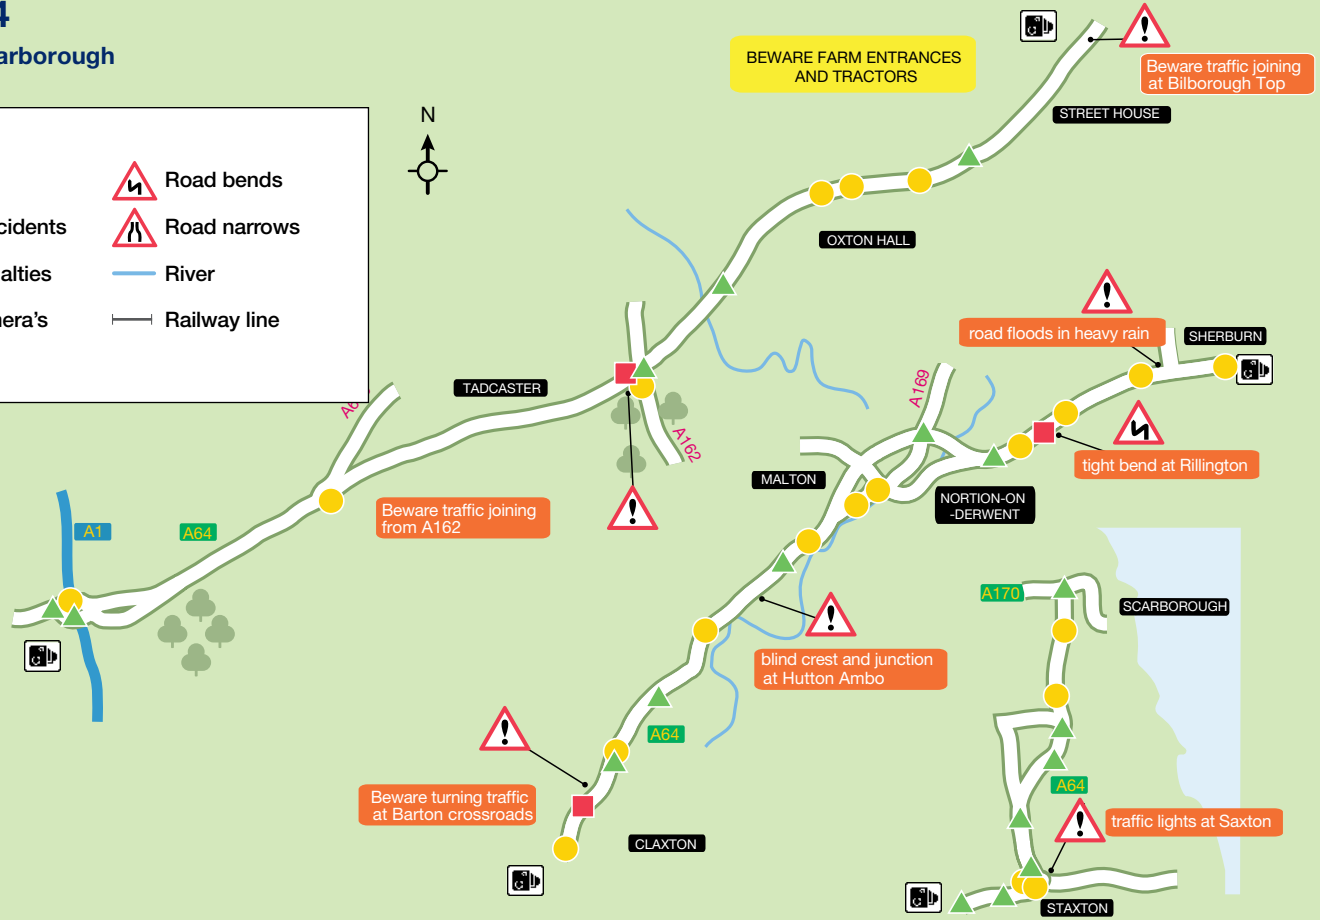 4
arborough
Road bends
cidents
Road narrows
alties
River
nera's
Railway line
N
BEWARE FARM ENTRANCES
AND TRACTORS
Beware traffic joining
at Bilborough Top
STREET HOUSE
OXTON HALL
road floods in heavy rain
SHERBURN
TADCASTER
A6
A162
A169
tight bend at Rillington
MALTON
NORTION-ON
-DERWENT
Beware traffic joining
from A162
A1
A64
A170
SCARBOROUGH
blind crest and junction
at Hutton Ambo
A64
A64
Beware turning traffic
at Barton crossroads
traffic lights at Saxton
CLAXTON
STAXTON